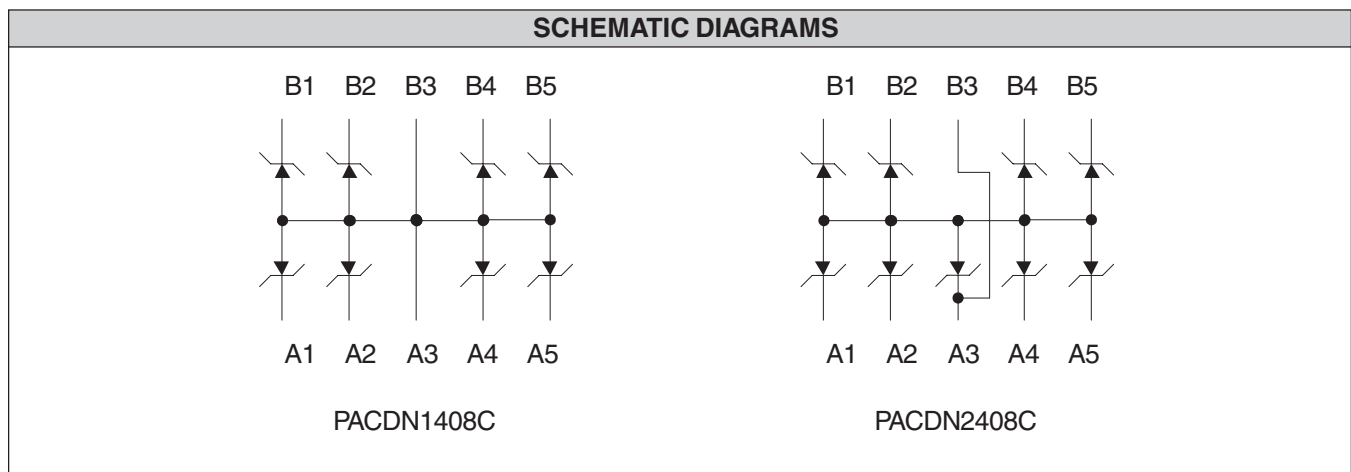 SCHEMATIC DIAGRAMS
B1 B2 B3 B4 B5
A1 A2 A3 A4 A5
PACDN1408C
B1 B2 B3 B4 B5
A1 A2 A3 A4 A5
PACDN2408C